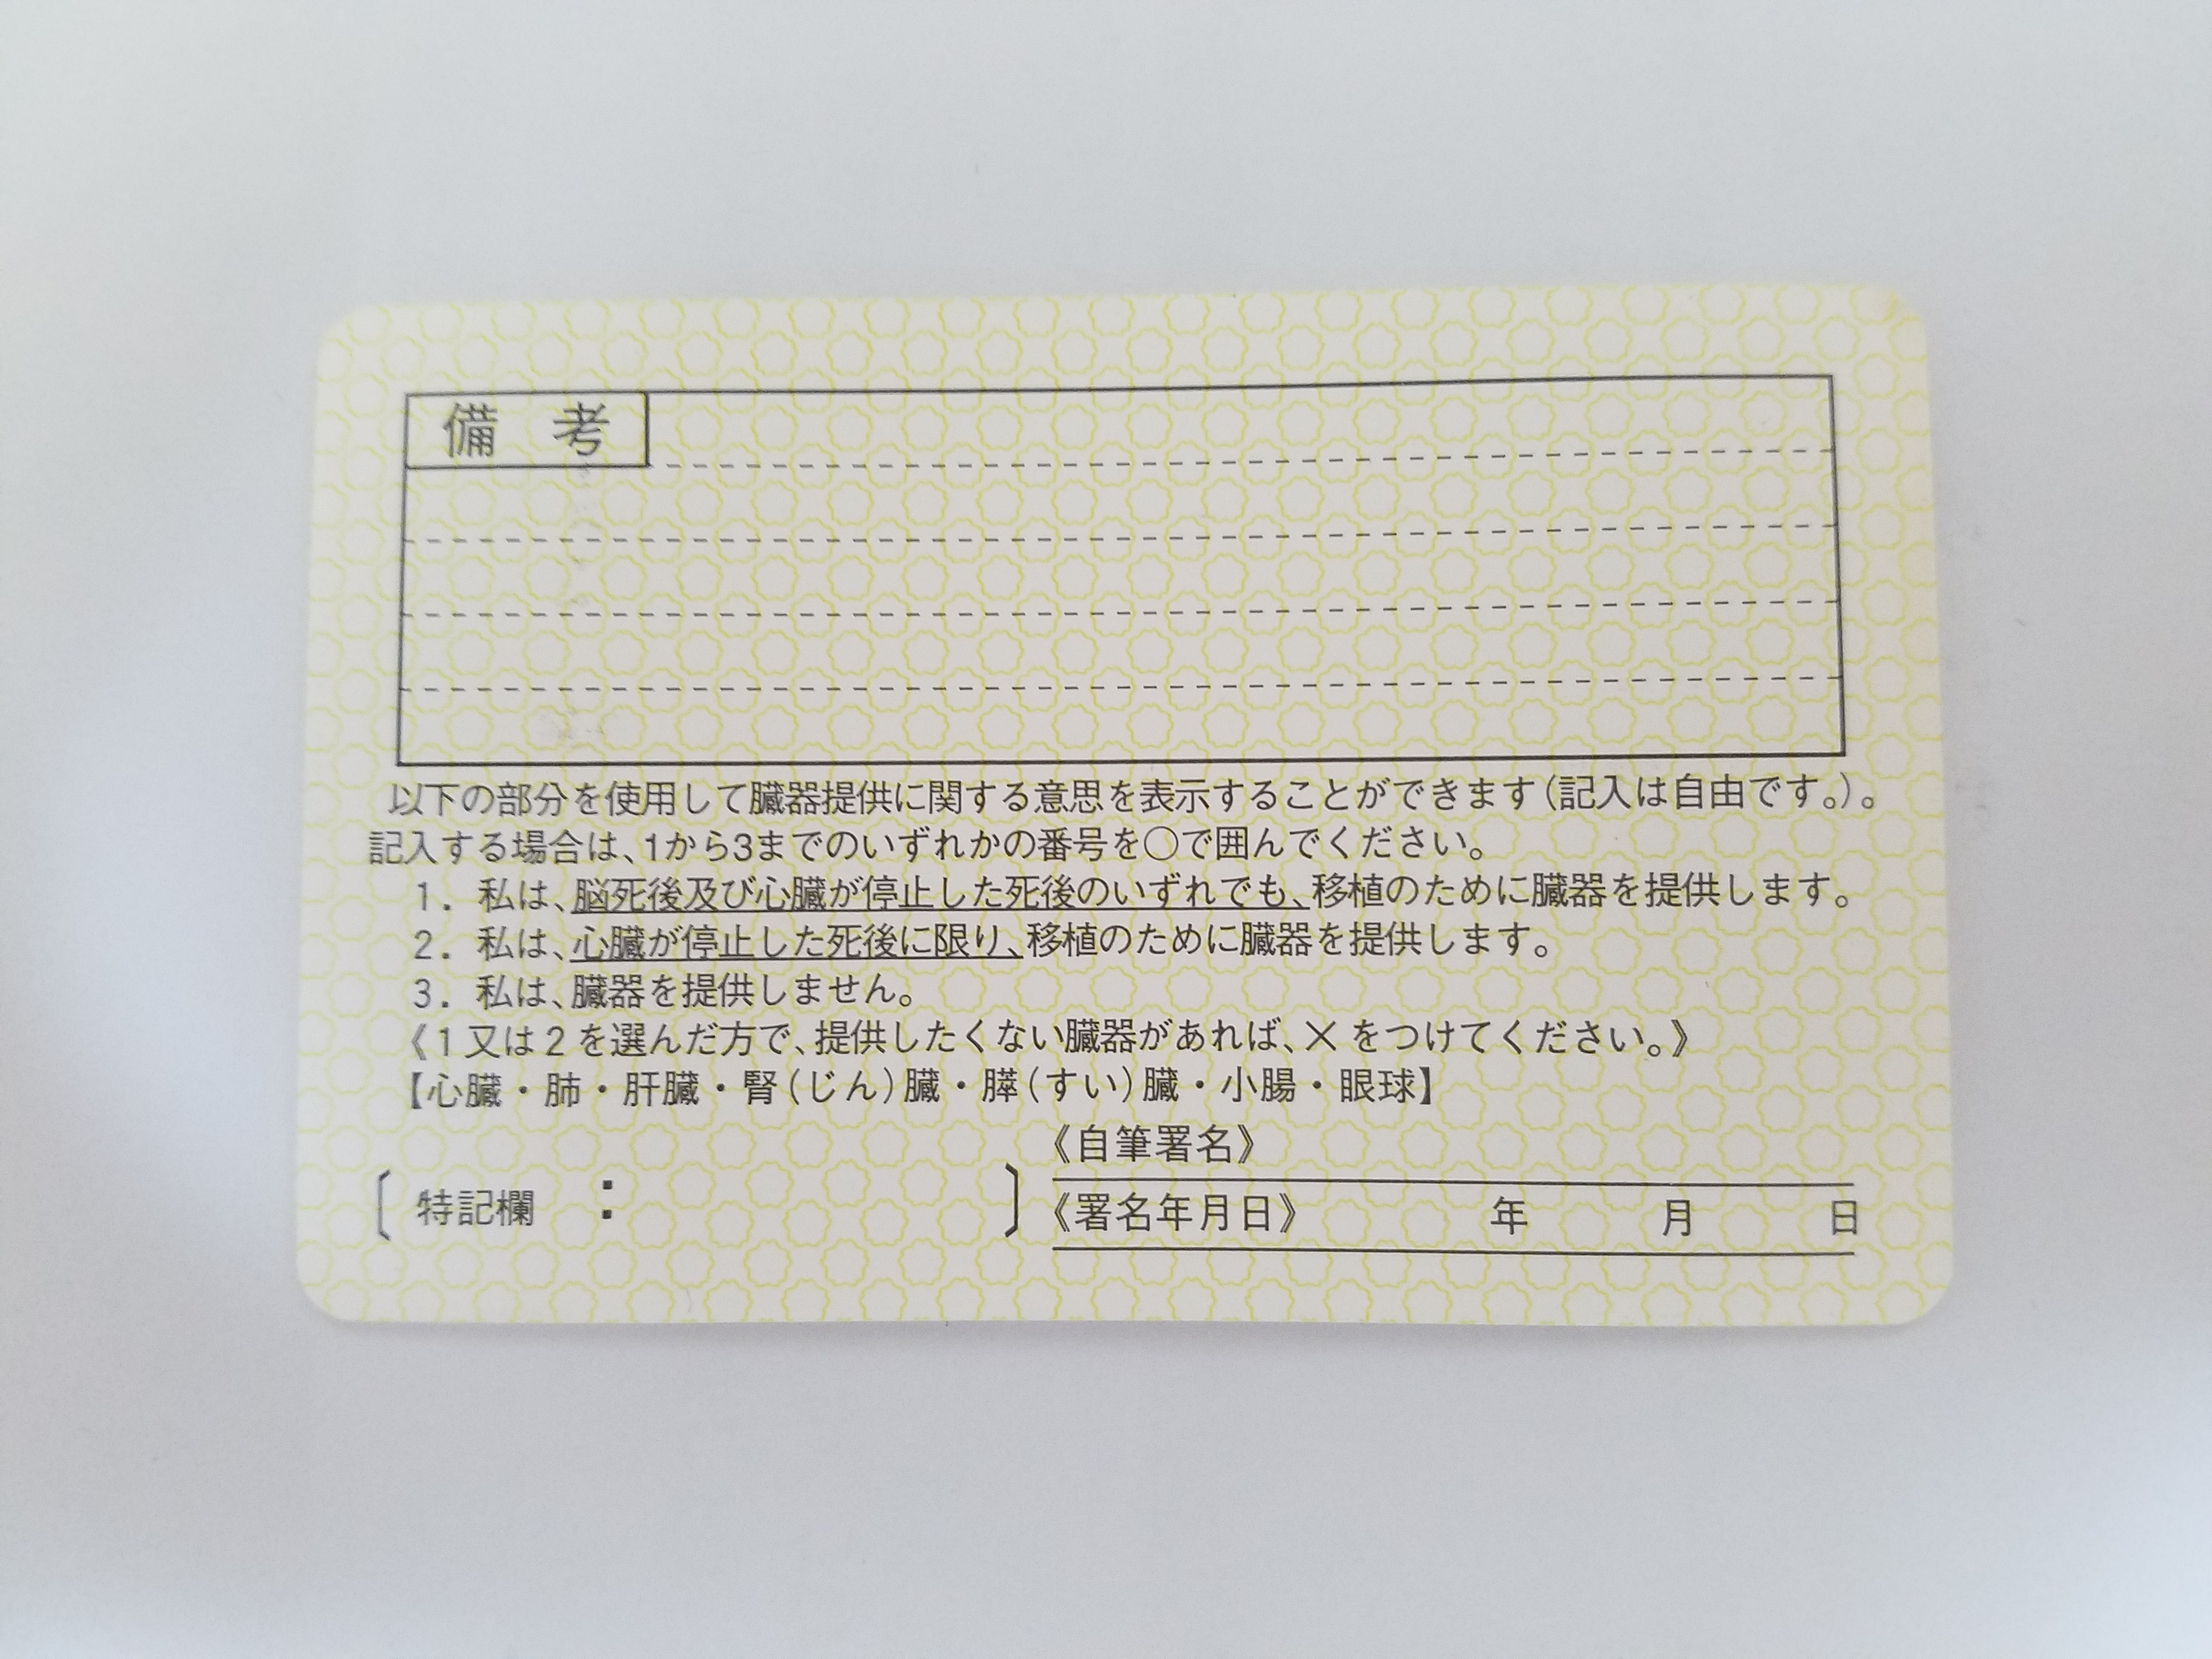 備 考
以下の部分を使用して臓器提供に関する意思を表示することができます(記入は自由です。)。
記入する場合は、1から3までのいずれかの番号を○で囲んでください。
1. 私は、脳死後及び心臓が停止した死後のいずれでも、移植のために臓器を提供します。
2. 私は、心臓が停止した死後に限り、移植のために臓器を提供します。
3. 私は、臓器を提供しません。
《1又は2を選んだ方で、提供したくない臓器があれば、×をつけてください。》
【心臓・肺・肝臓・腎(じん)臓・膵(すい)臓・小腸・眼球】
《自筆署名》
〔 特記欄 : 〕
《署名年月日》 年 月 日